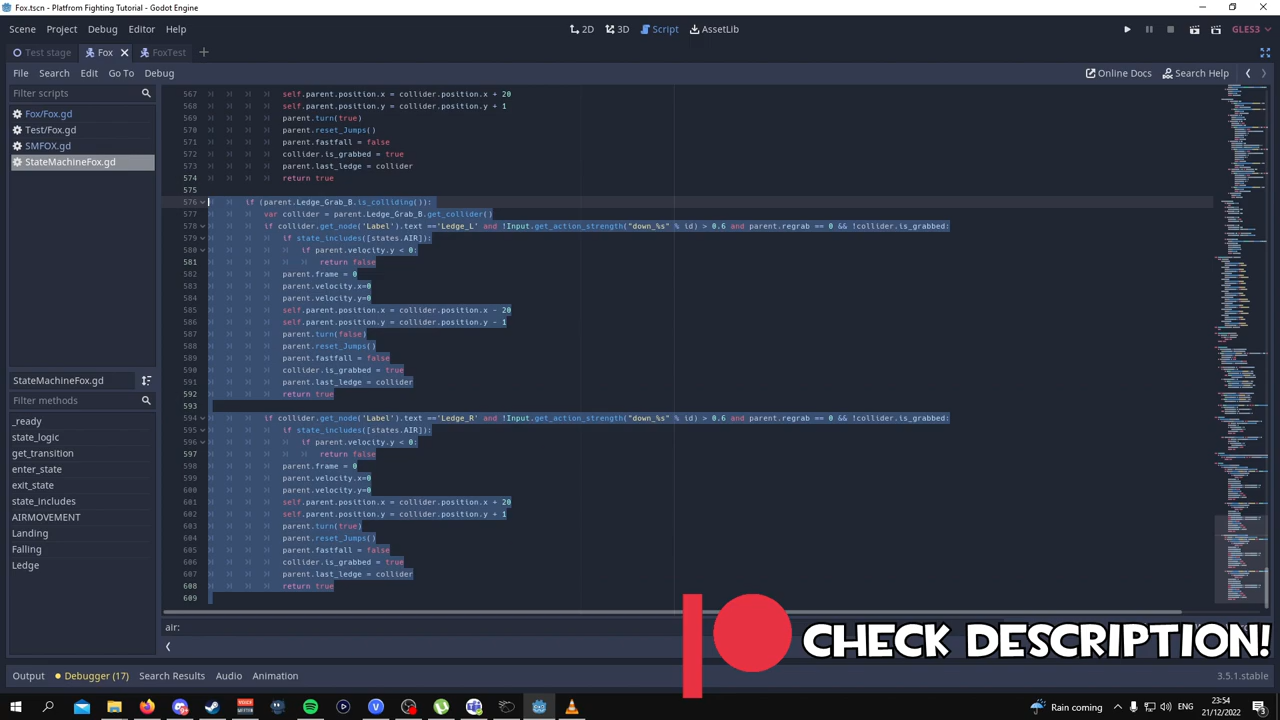 Fox.tscn - Platfrom Fighting Tutorial - Godot Engine
Scene Project Debug Editor Help
2D 3D Script AssetLib
GLES3
Test stage Fox FoxTest
File Search Edit Go To Debug
Online Docs Search Help
Filter scripts
Fox/Fox.gd
Test/Fox.gd
SMFOX.gd
StateMachineFox.gd
StateMachineFox.gd
Filter methods
_ready
state_logic
get_transition
enter_state
exit_state
state_includes
AIRMOVEMENT
Landing
Falling
Ledge
567 self.parent.position.x = collider.position.x + 20
568 self.parent.position.y = collider.position.y + 1
parent.turn(true)
parent.reset_Jumps()
571 parent.fastfall = false
572 collider.is_grabbed = true
573 parent.last_ledge = collider
574 return true
575
576 if (parent.Ledge_Grab_B.is_colliding()):
577 var collider = parent.Ledge_Grab_B.get_collider()
578 if collider.get_node('Label').text =='Ledge_L' and !Input.get_action_strength("down_%s" % id) > 0.6 and parent.regrab == 0 && !collider.is_grabbed:
579 if state_includes([states.AIR]):
580 if parent.velocity.y < 0:
581 return false
582 parent.frame = 0
583 parent.velocity.x=0
584 parent.velocity.y=0
585 self.parent.position.x = collider.position.x - 20
586 self.parent.position.y = collider.position.y - 1
587 parent.turn(false)
588 parent.reset_Jumps()
589 parent.fastfall = false
590 collider.is_grabbed = true
591 parent.last_ledge = collider
592 return true
593
594 if collider.get_node('Label').text =='Ledge_R' and !Input.get_action_strength("down_%s" % id) > 0.6 and parent.regrab == 0 && !collider.is_grabbed:
595 if state_includes([states.AIR]):
596 if parent.velocity.y < 0:
597 return false
598 parent.frame = 0
599 parent.velocity.x=0
600 parent.velocity.y=0
601 self.parent.position.x = collider.position.x + 20
602 self.parent.position.y = collider.position.y + 1
603 parent.turn(true)
604 parent.reset_Jumps()
605 parent.fastfall = false
606 collider.is_grabbed = true
607 parent.last_ledge = collider
608 return true
609
air:
CHECK DESCRIPTION!
Output Debugger (17) Search Results Audio Animation
3.5.1.stable
Rain coming
ENG
23:54
21/12/2022